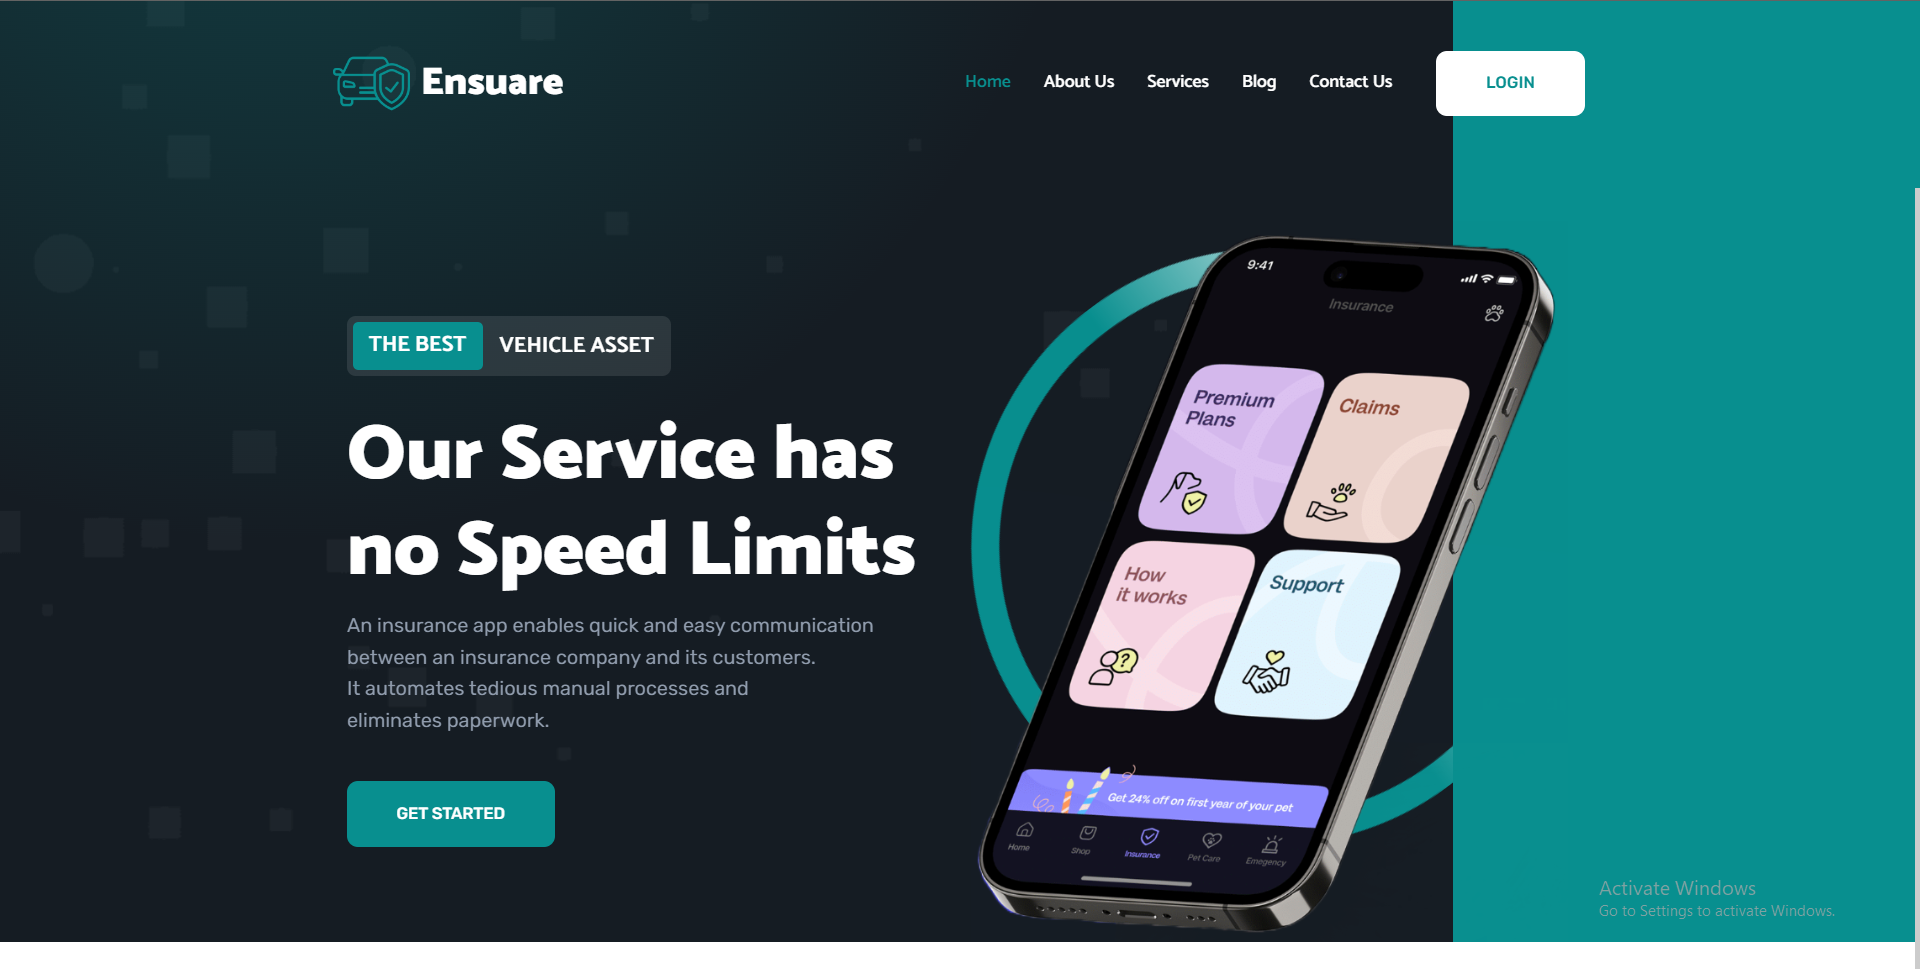 Ensuare
Home About Us Services Blog Contact Us LOGIN
THE BEST VEHICLE ASSET
Our Service has
no Speed Limits
An insurance app enables quick and easy communication
between an insurance company and its customers.
It automates tedious manual processes and
eliminates paperwork.
GET STARTED
9:41
Insurance
Premium
Plans
Claims
How
it works
Support
Get 24% off on first year of your pet
Home Shop Insurance Pet Care Emegency
Activate Windows
Go to Settings to activate Windows.